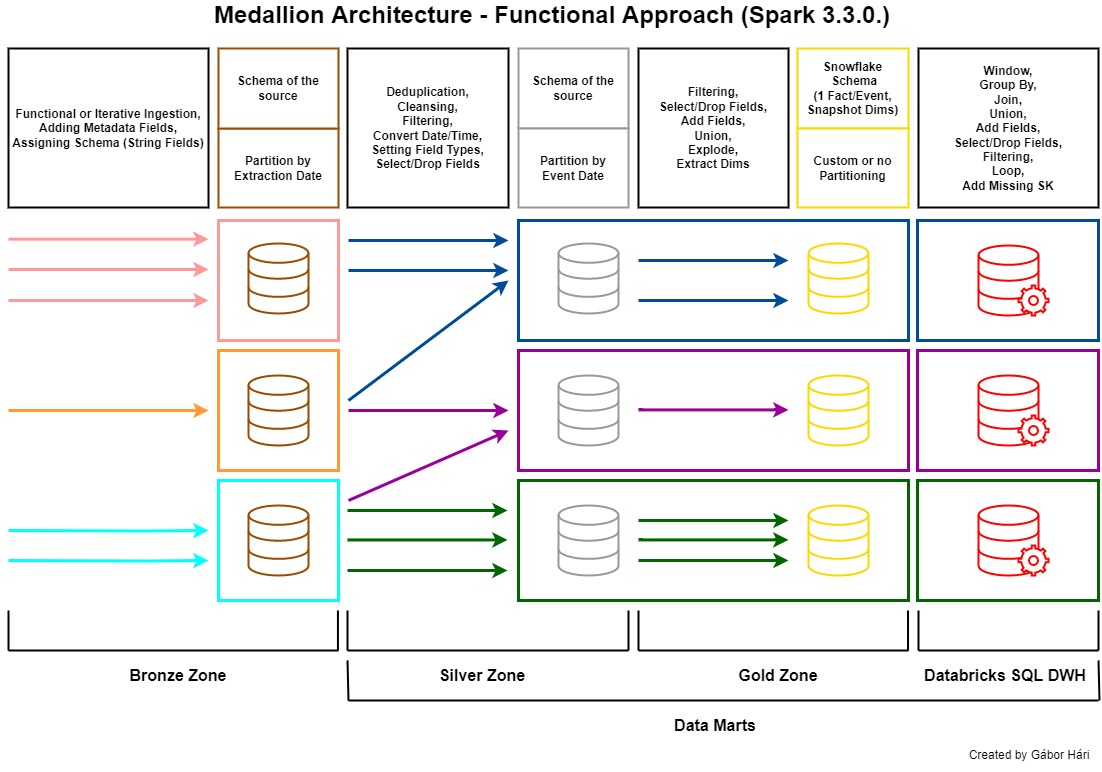 Medallion Architecture - Functional Approach (Spark 3.3.0.)
Functional or Iterative Ingestion,
Adding Metadata Fields,
Assigning Schema (String Fields)
Schema of the
source
Partition by
Extraction Date
Deduplication,
Cleansing,
Filtering,
Convert Date/Time,
Setting Field Types,
Select/Drop Fields
Schema of the
source
Partition by
Event Date
Filtering,
Select/Drop Fields,
Add Fields,
Union,
Explode,
Extract Dims
Snowflake
Schema
(1 Fact/Event,
Snapshot Dims)
Custom or no
Partitioning
Window,
Group By,
Join,
Union,
Add Fields,
Select/Drop Fields,
Filtering,
Loop,
Add Missing SK
Bronze Zone
Silver Zone
Gold Zone
Databricks SQL DWH
Data Marts
Created by Gábor Hári